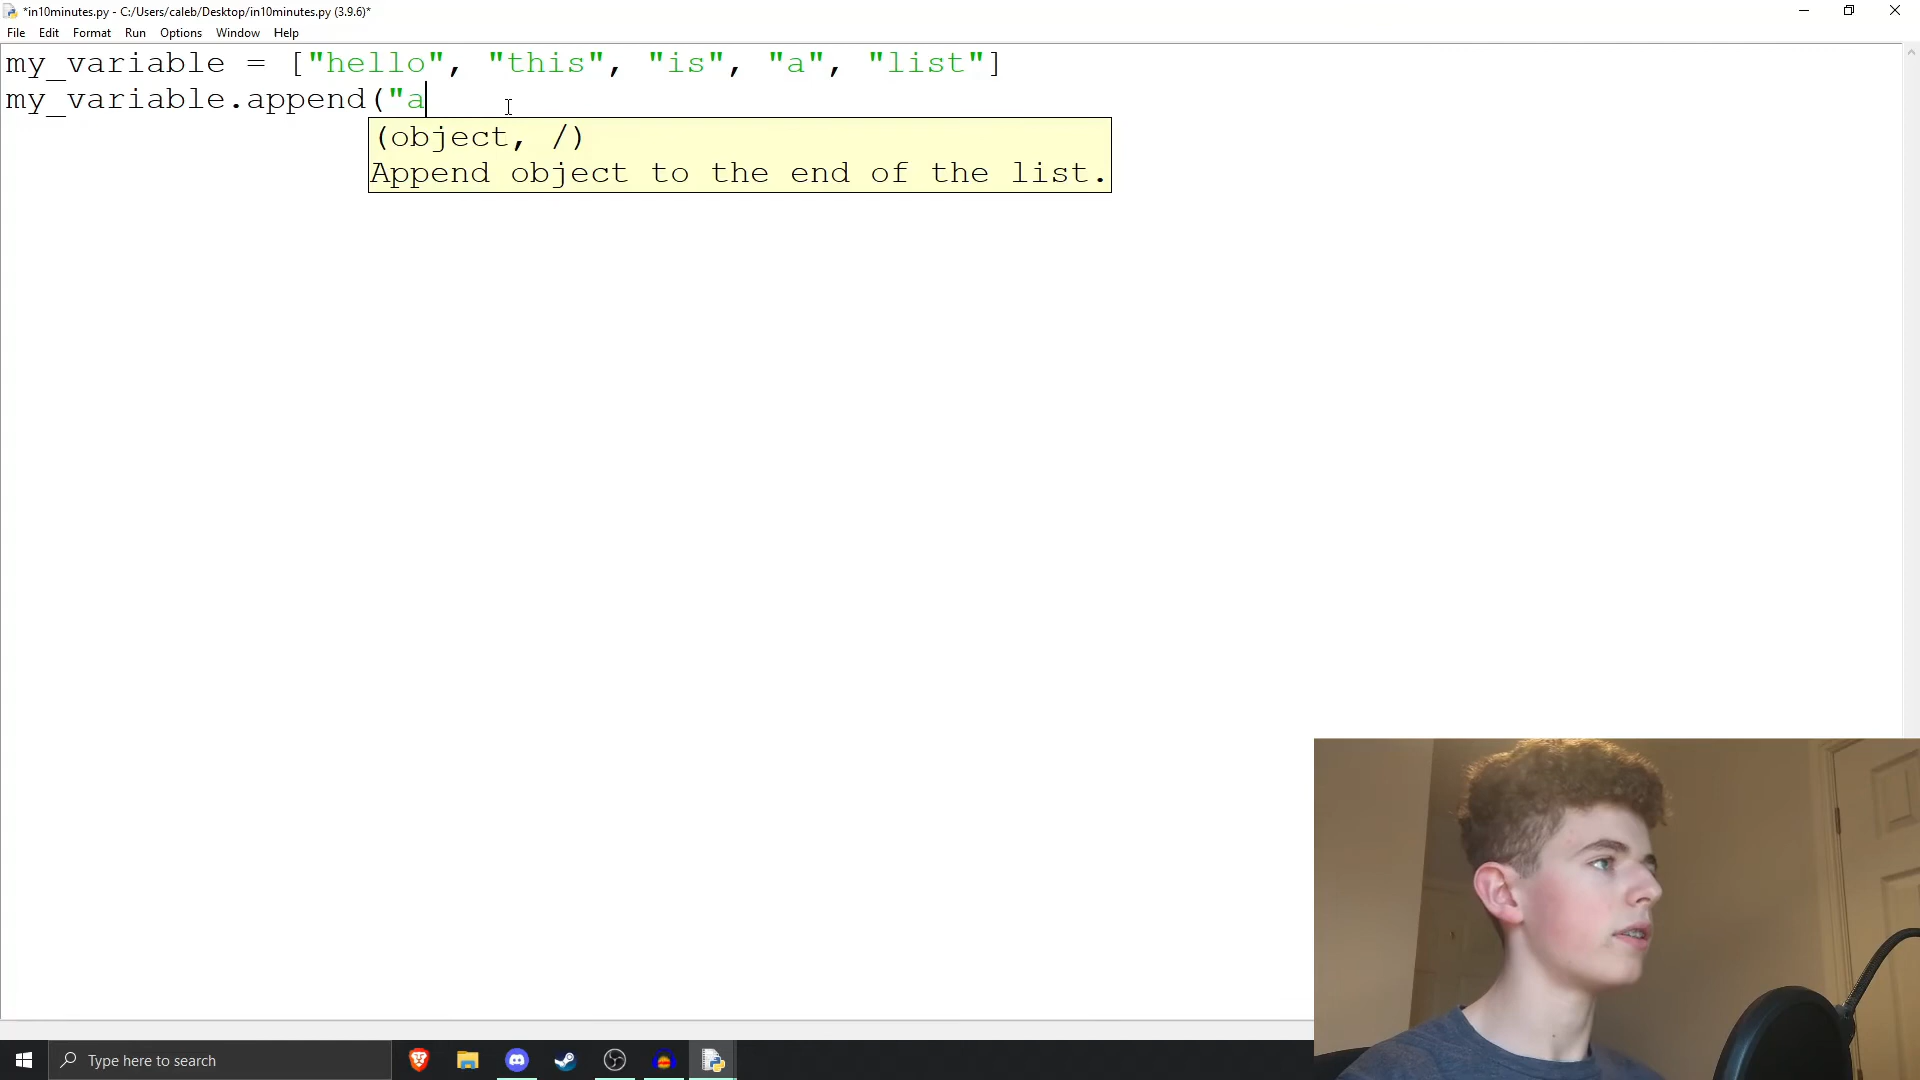 *in10minutes.py - C:/Users/caleb/Desktop/in10minutes.py (3.9.6)*
File Edit Format Run Options Window Help
my_variable = ["hello", "this", "is", "a", "list"]
my_variable.append("a
(object, /)
Append object to the end of the list.
Type here to search